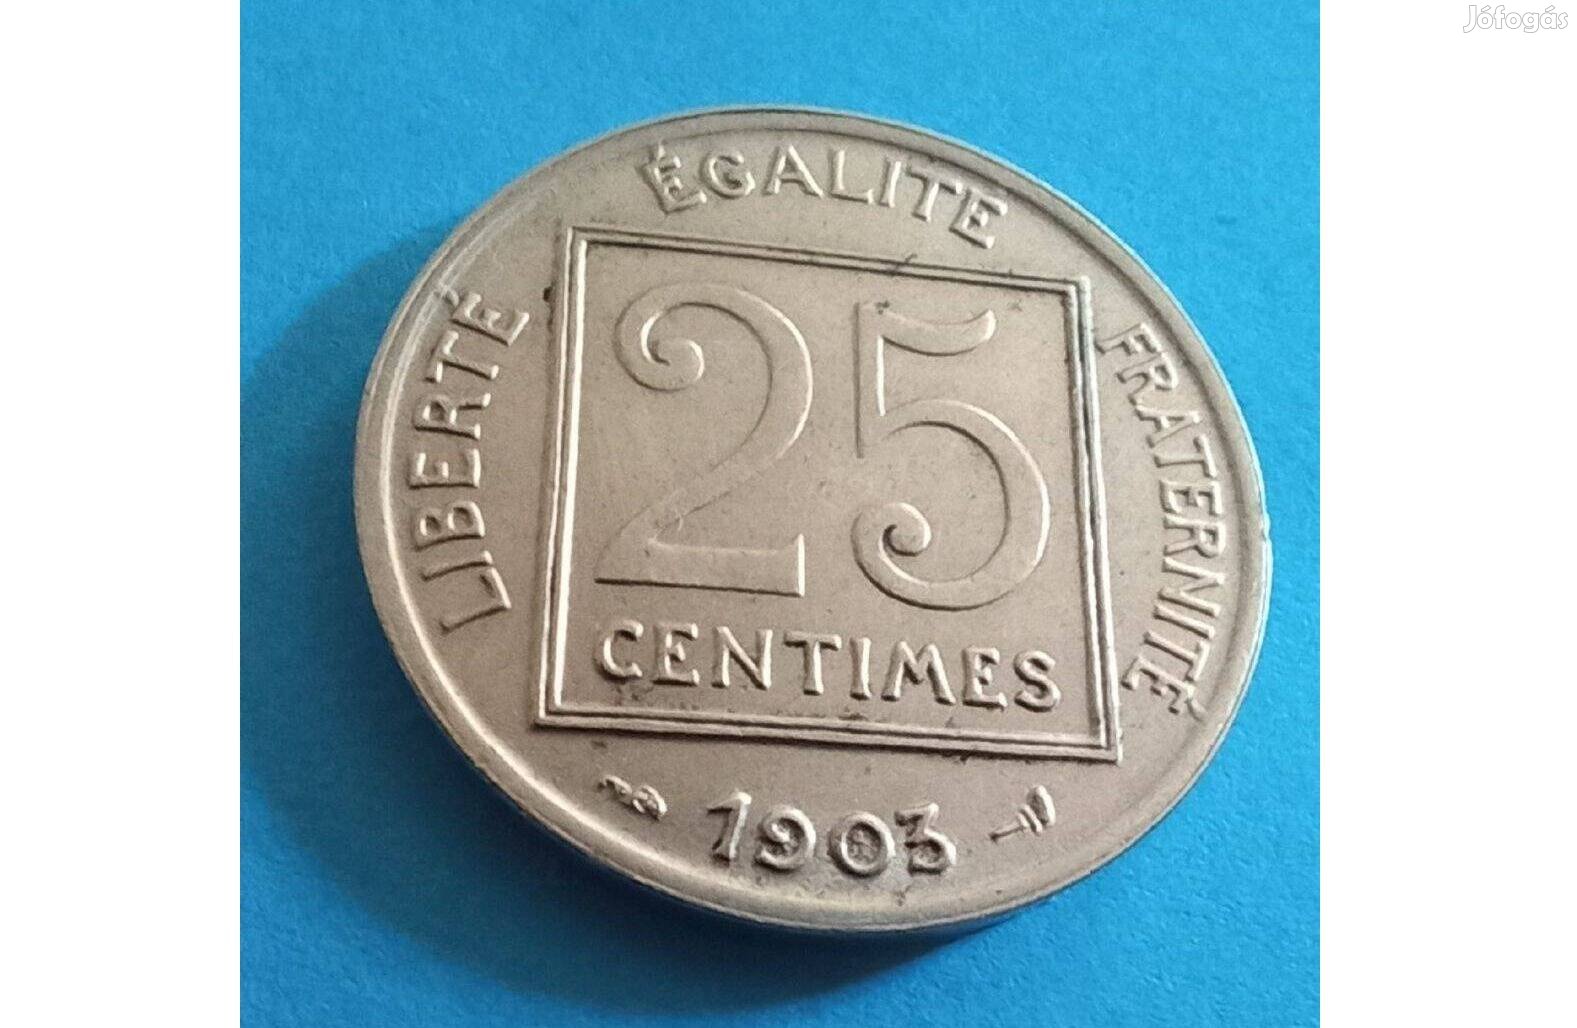 Jófogás
LIBERTÉ
ÉGALITÉ
FRATERNITÉ
25
CENTIMES
1903